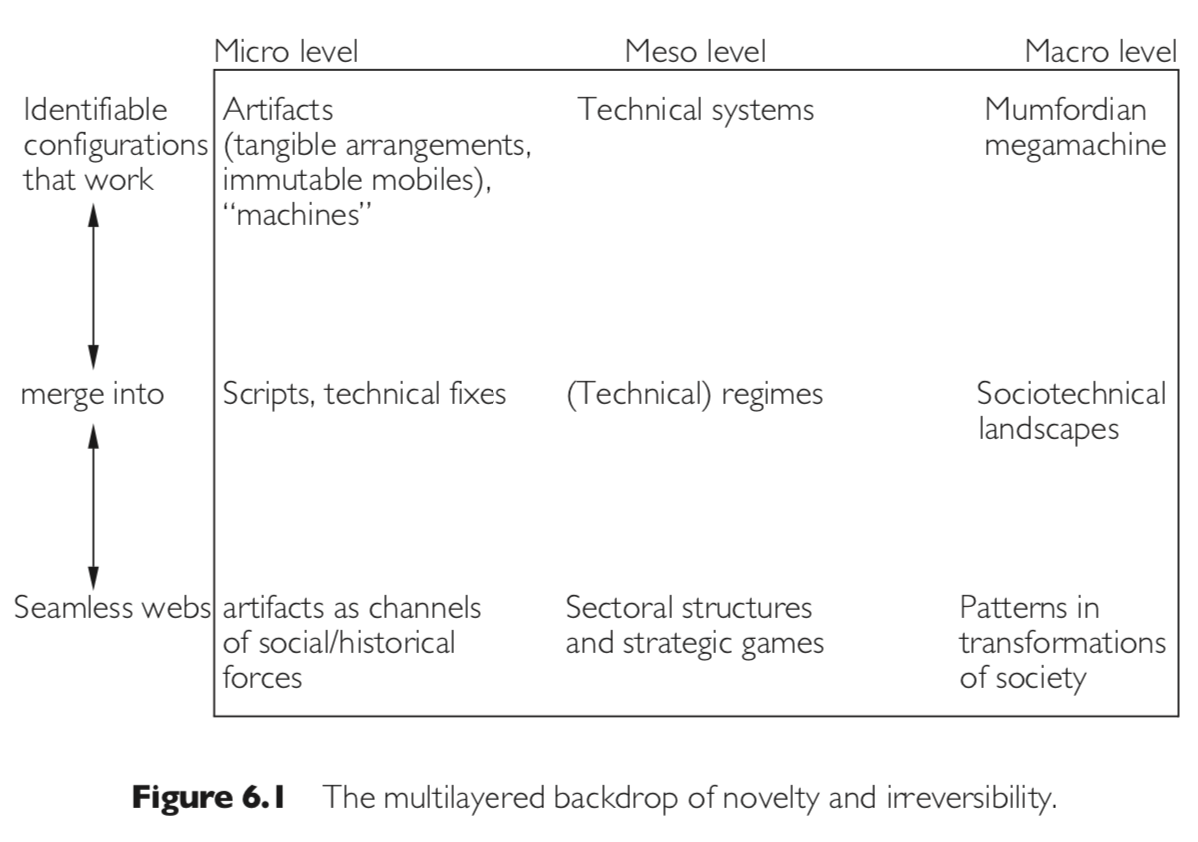 Micro level Meso level Macro level
Identifiable configurations that work
Artifacts (tangible arrangements, immutable mobiles), “machines”
Technical systems
Mumfordian megamachine
merge into
Scripts, technical fixes
(Technical) regimes
Sociotechnical landscapes
Seamless webs
artifacts as channels of social/historical forces
Sectoral structures and strategic games
Patterns in transformations of society
Figure 6.1 The multilayered backdrop of novelty and irreversibility.